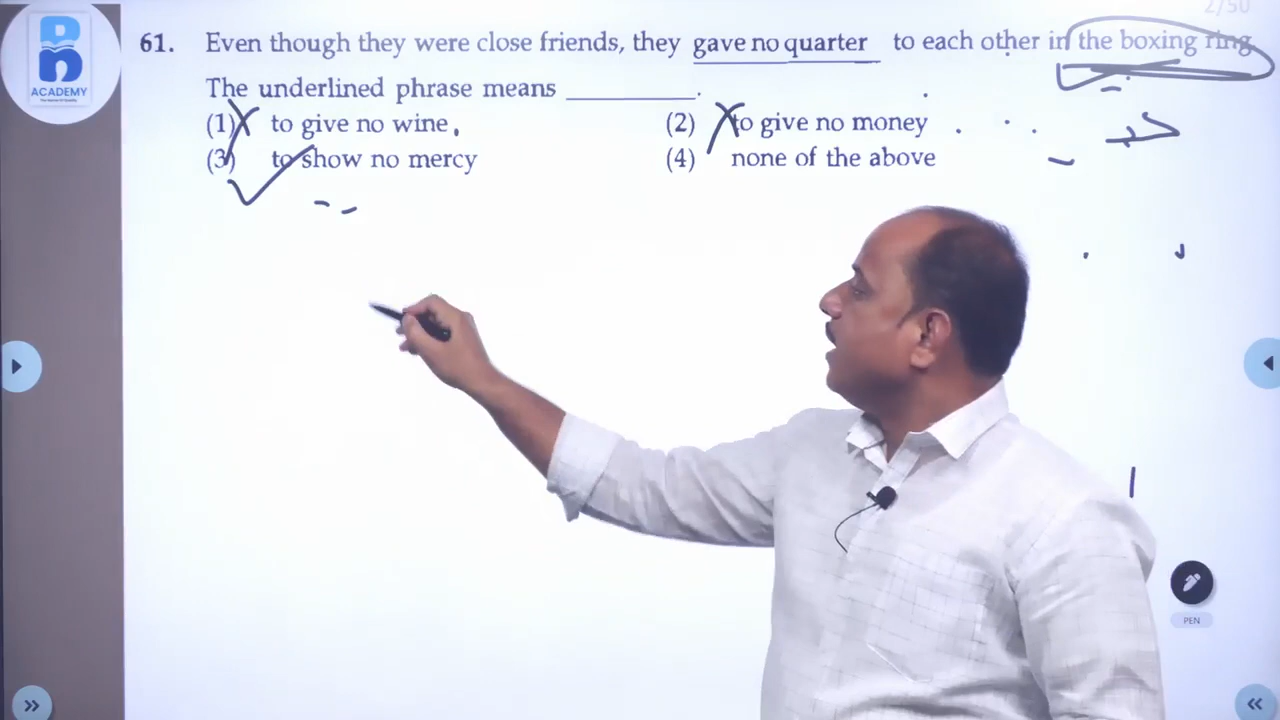 2/50
61. Even though they were close friends, they gave no quarter to each other in the boxing ring
The underlined phrase means ________.
(1) to give no wine (2) to give no money
(3) to show no mercy (4) none of the above
ACADEMY
PEN